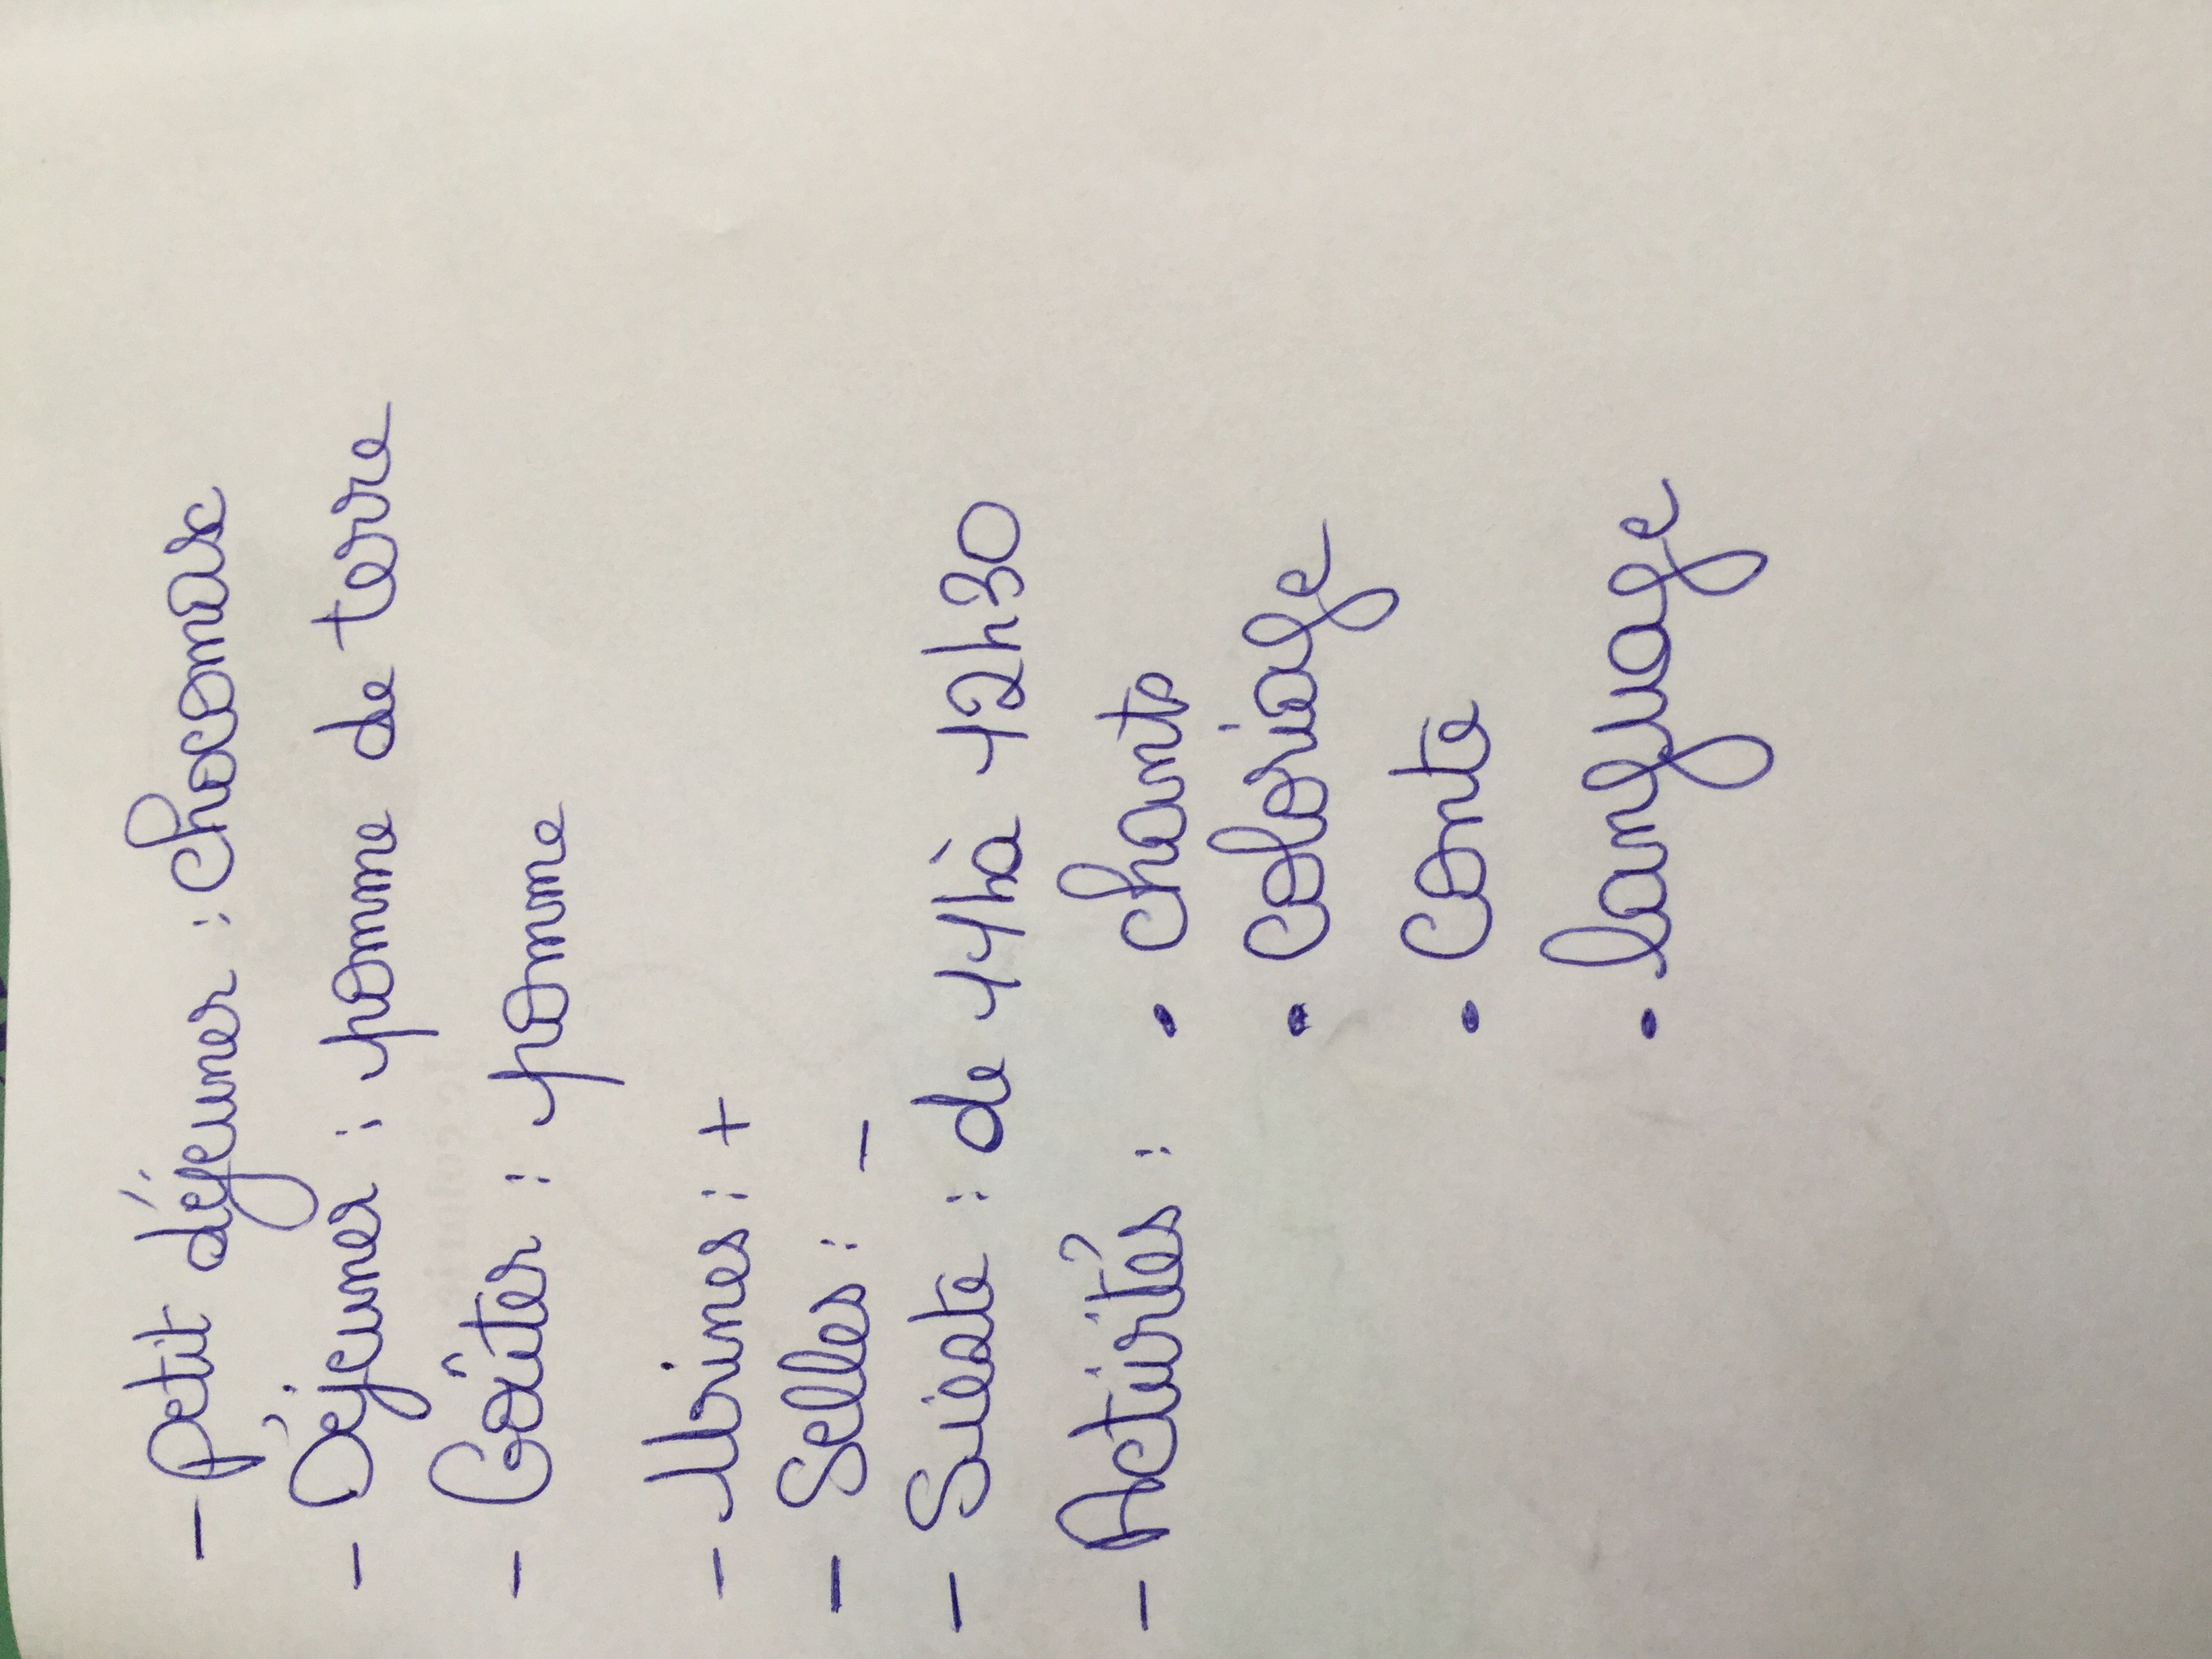 - petit déjeuner : chocomax
- Déjeuner : pomme de terre
- Goûter : pomme
- Urines : +
- Selles : -
- Sieste : de 11h à 12h30
- Activités : • chants
• coloriage
• conte
• language